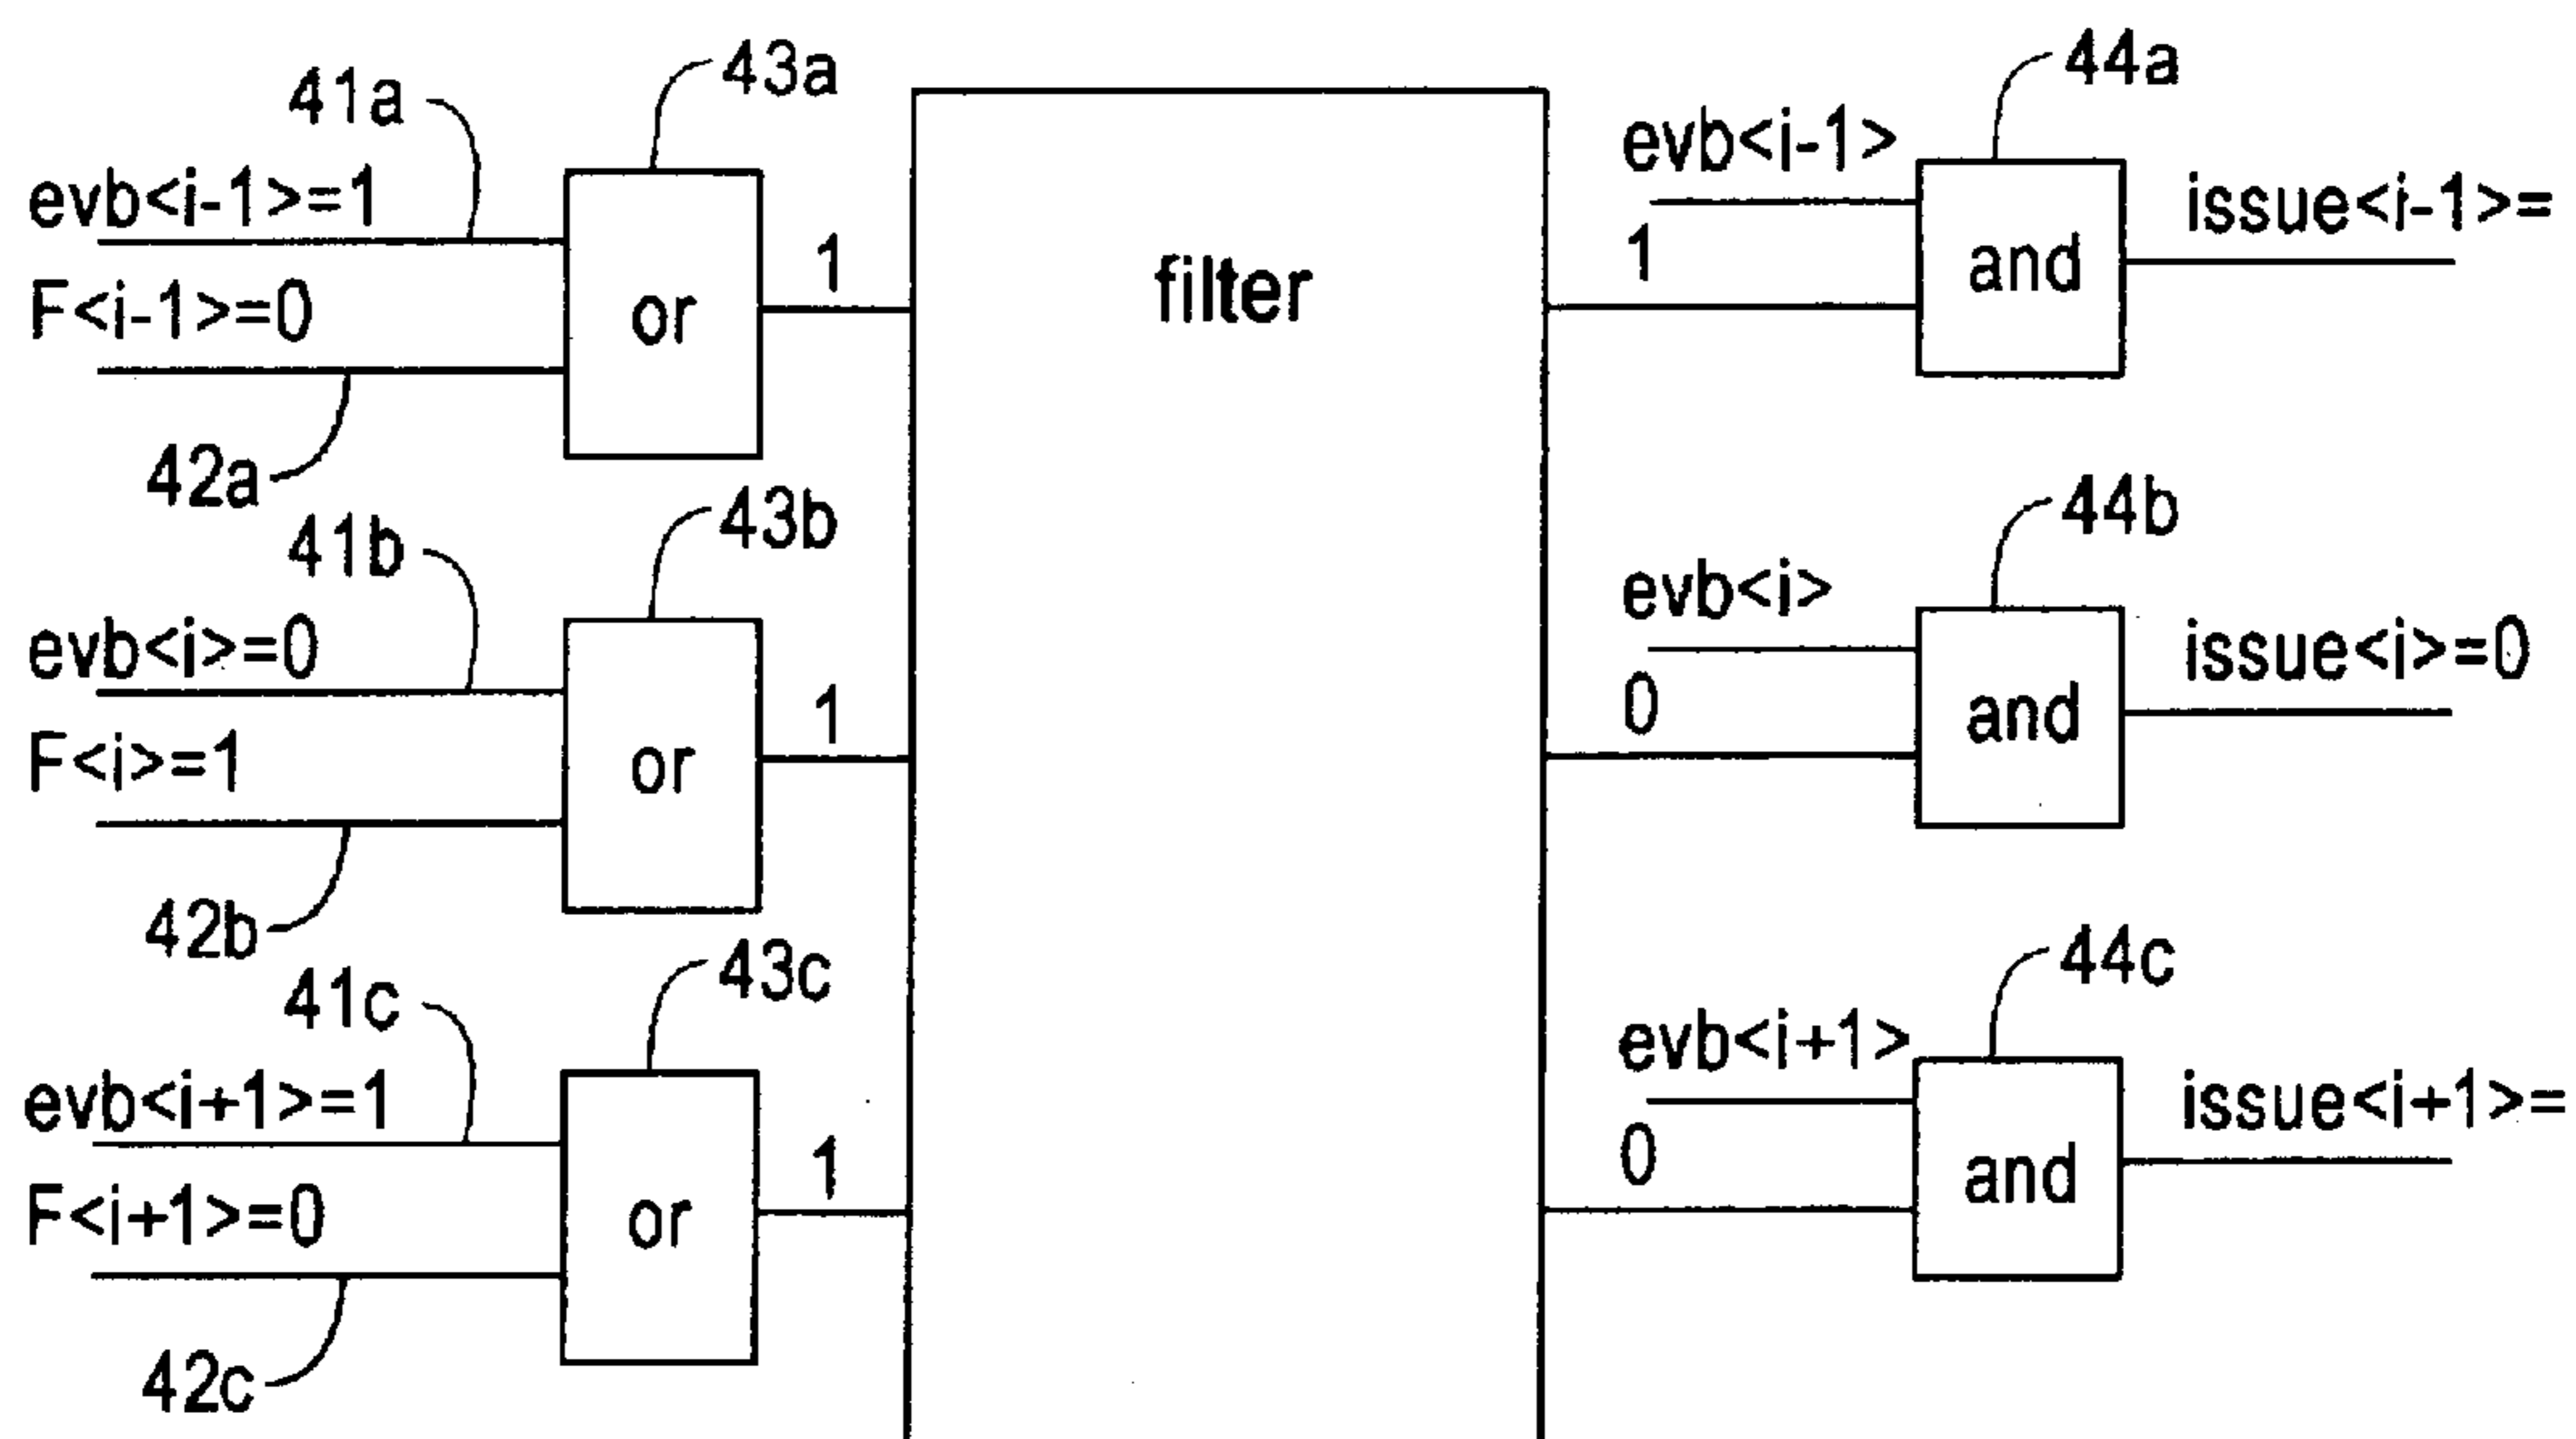 41a
43a
evb<i-1>=1
F<i-1>=0
or
1
42a
41b
43b
evb<i>=0
F<i>=1
or
1
42b
41c
43c
evb<i+1>=1
F<i+1>=0
or
1
42c
filter
44a
evb<i-1>
1
and
issue<i-1>=
44b
evb<i>
0
and
issue<i>=0
44c
evb<i+1>
0
and
issue<i+1>=